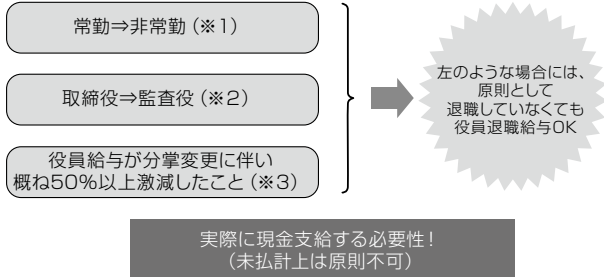 常勤⇒非常勤（※1）
取締役⇒監査役（※2）
役員給与が分掌変更に伴い
概ね50％以上激減したこと（※3）
左のような場合には、
原則として
退職していなくても
役員退職給与OK
実際に現金支給する必要性！
（未払計上は原則不可）